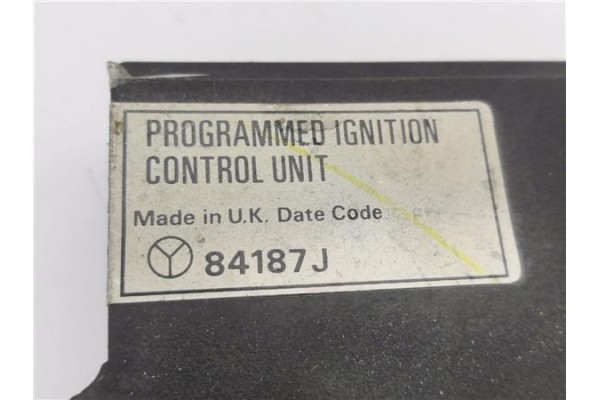 PROGRAMMED IGNITION
CONTROL UNIT
Made in U.K. Date Code
84187J